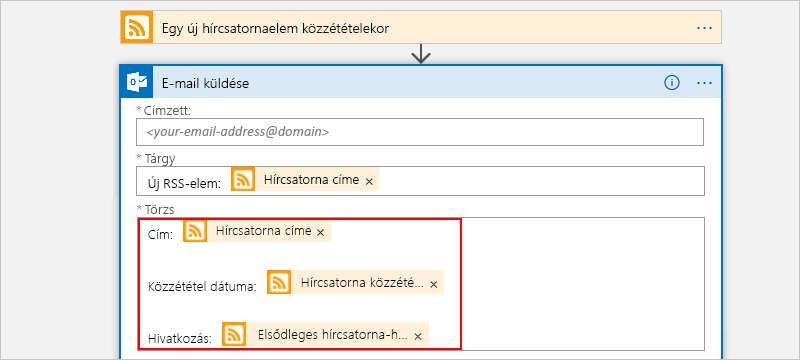 Egy új hírcsatornaelem közzétételekor ...
E-mail küldése ...
* Címzett:
<your-email-address@domain>
* Tárgy
Új RSS-elem: Hírcsatorna címe ×
* Törzs
Cím: Hírcsatorna címe ×
Közzététel dátuma: Hírcsatorna közzété... ×
Hivatkozás: Elsődleges hírcsatorna-h... ×